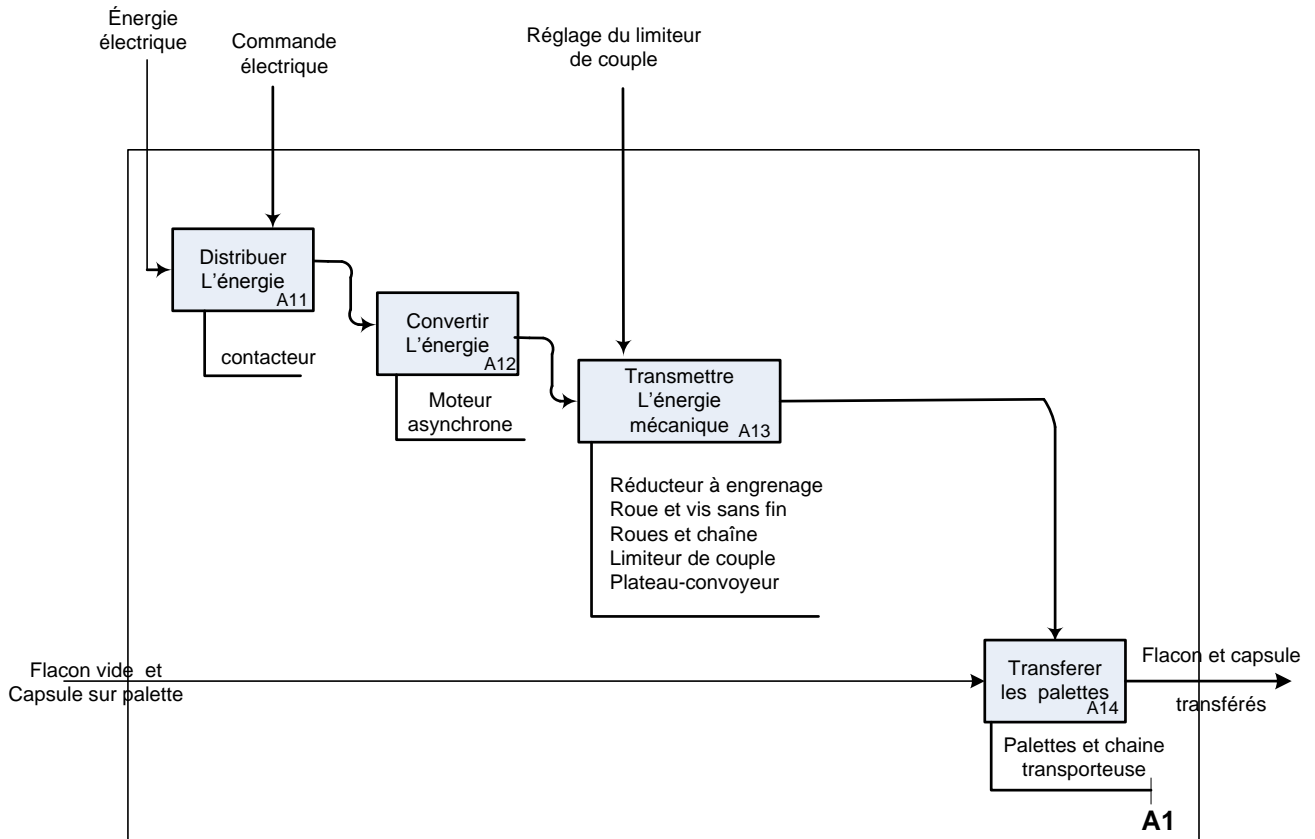 Énergie
électrique
Commande
électrique
Réglage du limiteur
de couple
Distribuer
L'énergie
A11
contacteur
Convertir
L'énergie
A12
Moteur
asynchrone
Transmettre
L'énergie
mécanique
A13
Réducteur à engrenage
Roue et vis sans fin
Roues et chaîne
Limiteur de couple
Plateau-convoyeur
Flacon vide et
Capsule sur palette
Transferer
les palettes
A14
Flacon et capsule
transférés
Palettes et chaine
transporteuse
A1